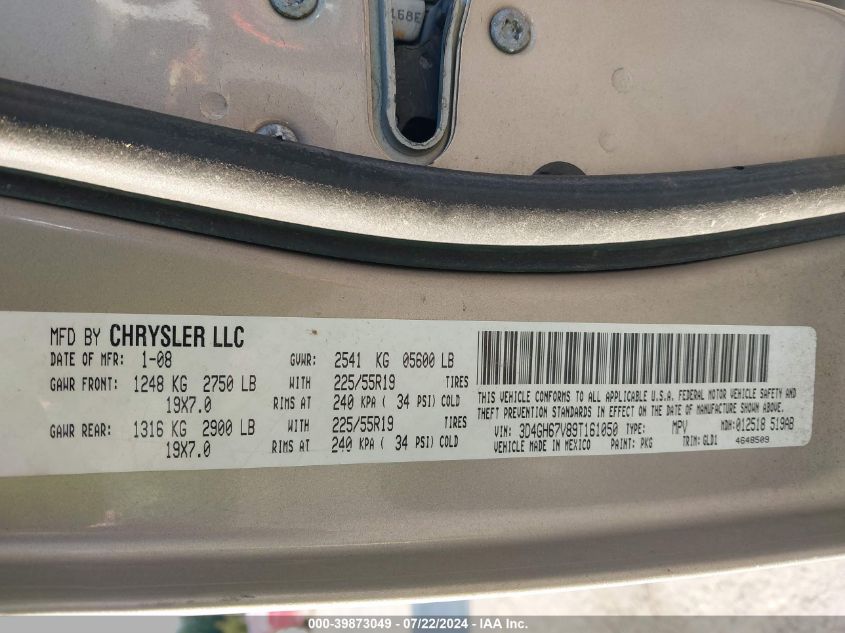 168E
MFD BY CHRYSLER LLC
DATE OF MFR: 1-08 GVWR: 2541 KG 05600 LB
GAWR FRONT: 1248 KG 2750 LB WITH 225/55R19 TIRES
19X7.0 RIMS AT 240 KPA ( 34 PSI) COLD
GAWR REAR: 1316 KG 2900 LB WITH 225/55R19 TIRES
19X7.0 RIMS AT 240 KPA ( 34 PSI) COLD
THIS VEHICLE CONFORMS TO ALL APPLICABLE U.S.A. FEDERAL MOTOR VEHICLE SAFETY AND
THEFT PREVENTION STANDARDS IN EFFECT ON THE DATE OF MANUFACTURE SHOWN ABOVE.
VIN: 3D4GH67V89T161050 TYPE: MPV MDH: 012518 519AB
VEHICLE MADE IN MEXICO PAINT: PKG TRIM: GLD1 4648509
000-39873049 - 07/22/2024 - IAA Inc.